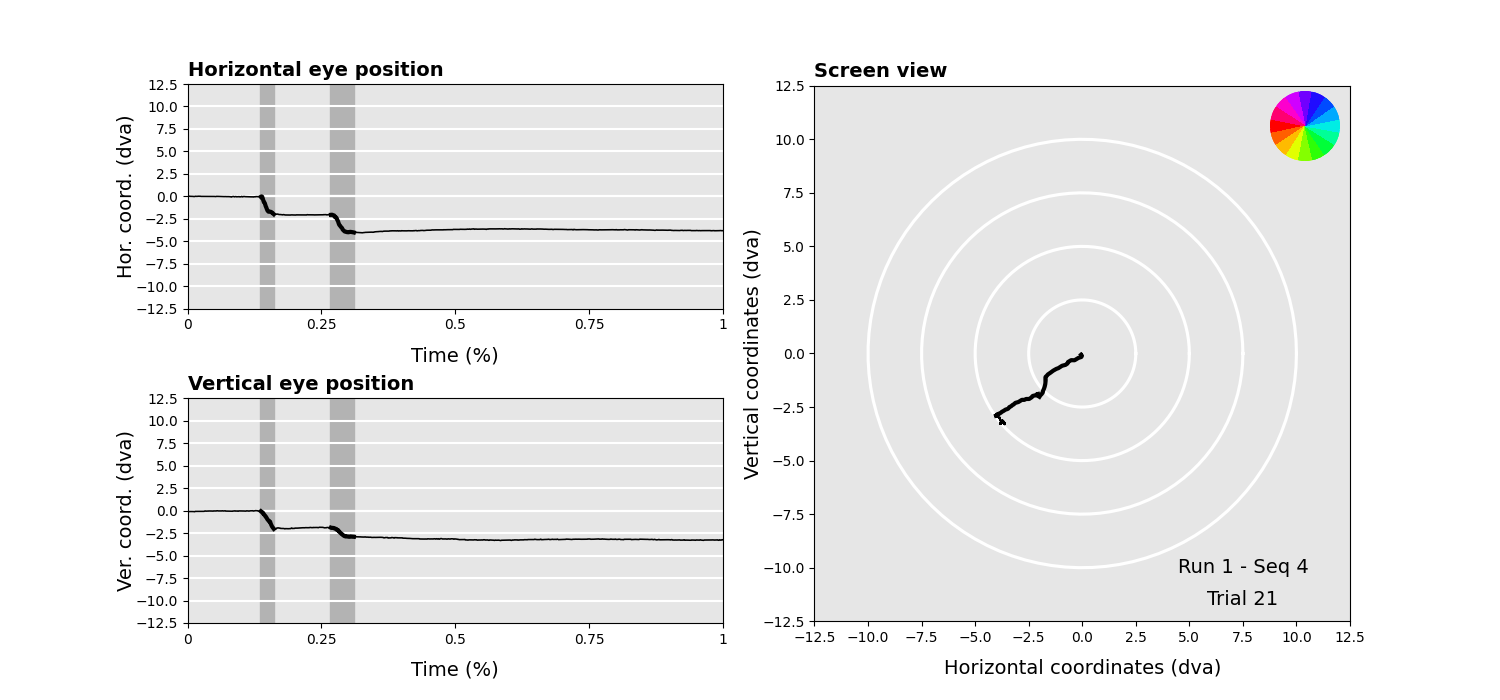 Horizontal eye position
12.5
10.0
7.5
5.0
2.5
0.0
−2.5
−5.0
−7.5
−10.0
−12.5
Hor. coord. (dva)
0 0.25 0.5 0.75 1
Time (%)
Vertical eye position
12.5
10.0
7.5
5.0
2.5
0.0
−2.5
−5.0
−7.5
−10.0
−12.5
Ver. coord. (dva)
0 0.25 0.5 0.75 1
Time (%)
Screen view
12.5
10.0
7.5
5.0
2.5
0.0
−2.5
−5.0
−7.5
−10.0
−12.5
Vertical coordinates (dva)
Run 1 - Seq 4
Trial 21
−12.5 −10.0 −7.5 −5.0 −2.5 0.0 2.5 5.0 7.5 10.0 12.5
Horizontal coordinates (dva)